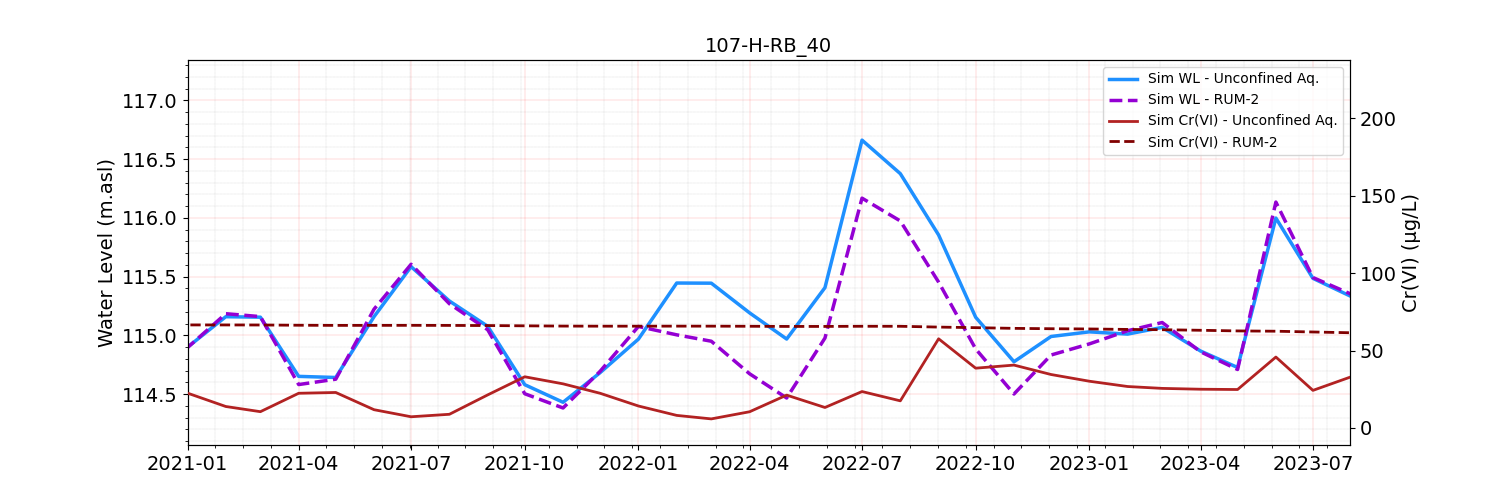 107-H-RB_40
Water Level (m.asl)
117.0
116.5
116.0
115.5
115.0
114.5
Sim WL - Unconfined Aq.
Sim WL - RUM-2
Sim Cr(VI) - Unconfined Aq.
Sim Cr(VI) - RUM-2
200
150
100
50
0
Cr(VI) (μg/L)
2021-01 2021-04 2021-07 2021-10 2022-01 2022-04 2022-07 2022-10 2023-01 2023-04 2023-07